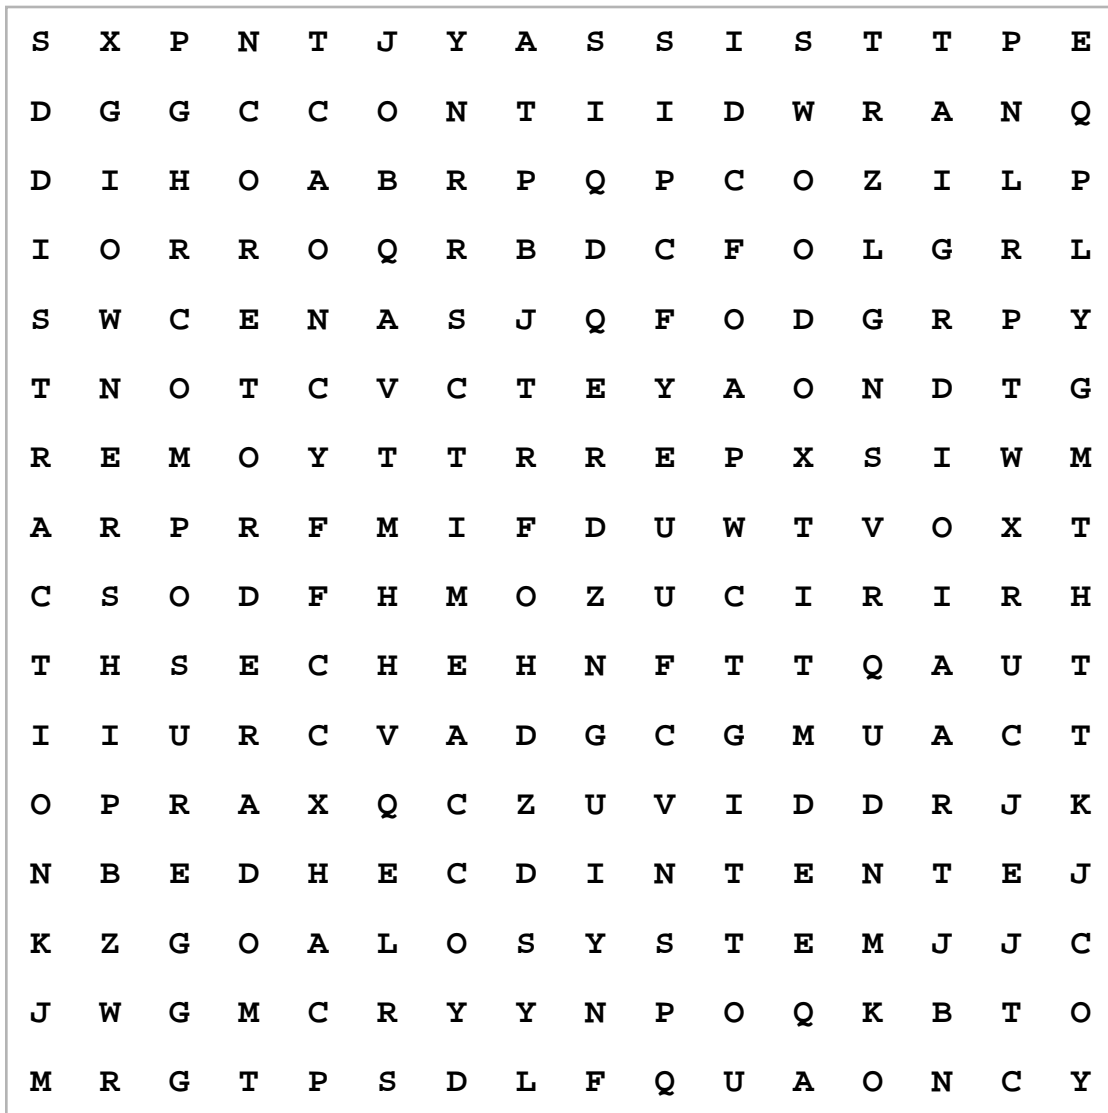 S X P N T J Y A S S I S T T P E
D G G C C O N T I I D W R A N Q
D I H O A B R P Q P C O Z I L P
I O R R O Q R B D C F O L G R L
S W C E N A S J Q F O D G R P Y
T N O T C V C T E Y A O N D T G
R E M O Y T T R R E P X S I W M
A R P R F M I F D U W T V O X T
C S O D F H M O Z U C I R I R H
T H S E C H E H N F T T Q A U T
I I U R C V A D G C G M U A C T
O P R A X Q C Z U V I D D R J K
N B E D H E C D I N T E N T E J
K Z G O A L O S Y S T E M J J C
J W G M C R Y Y N P O Q K B T O
M R G T P S D L F Q U A O N C Y